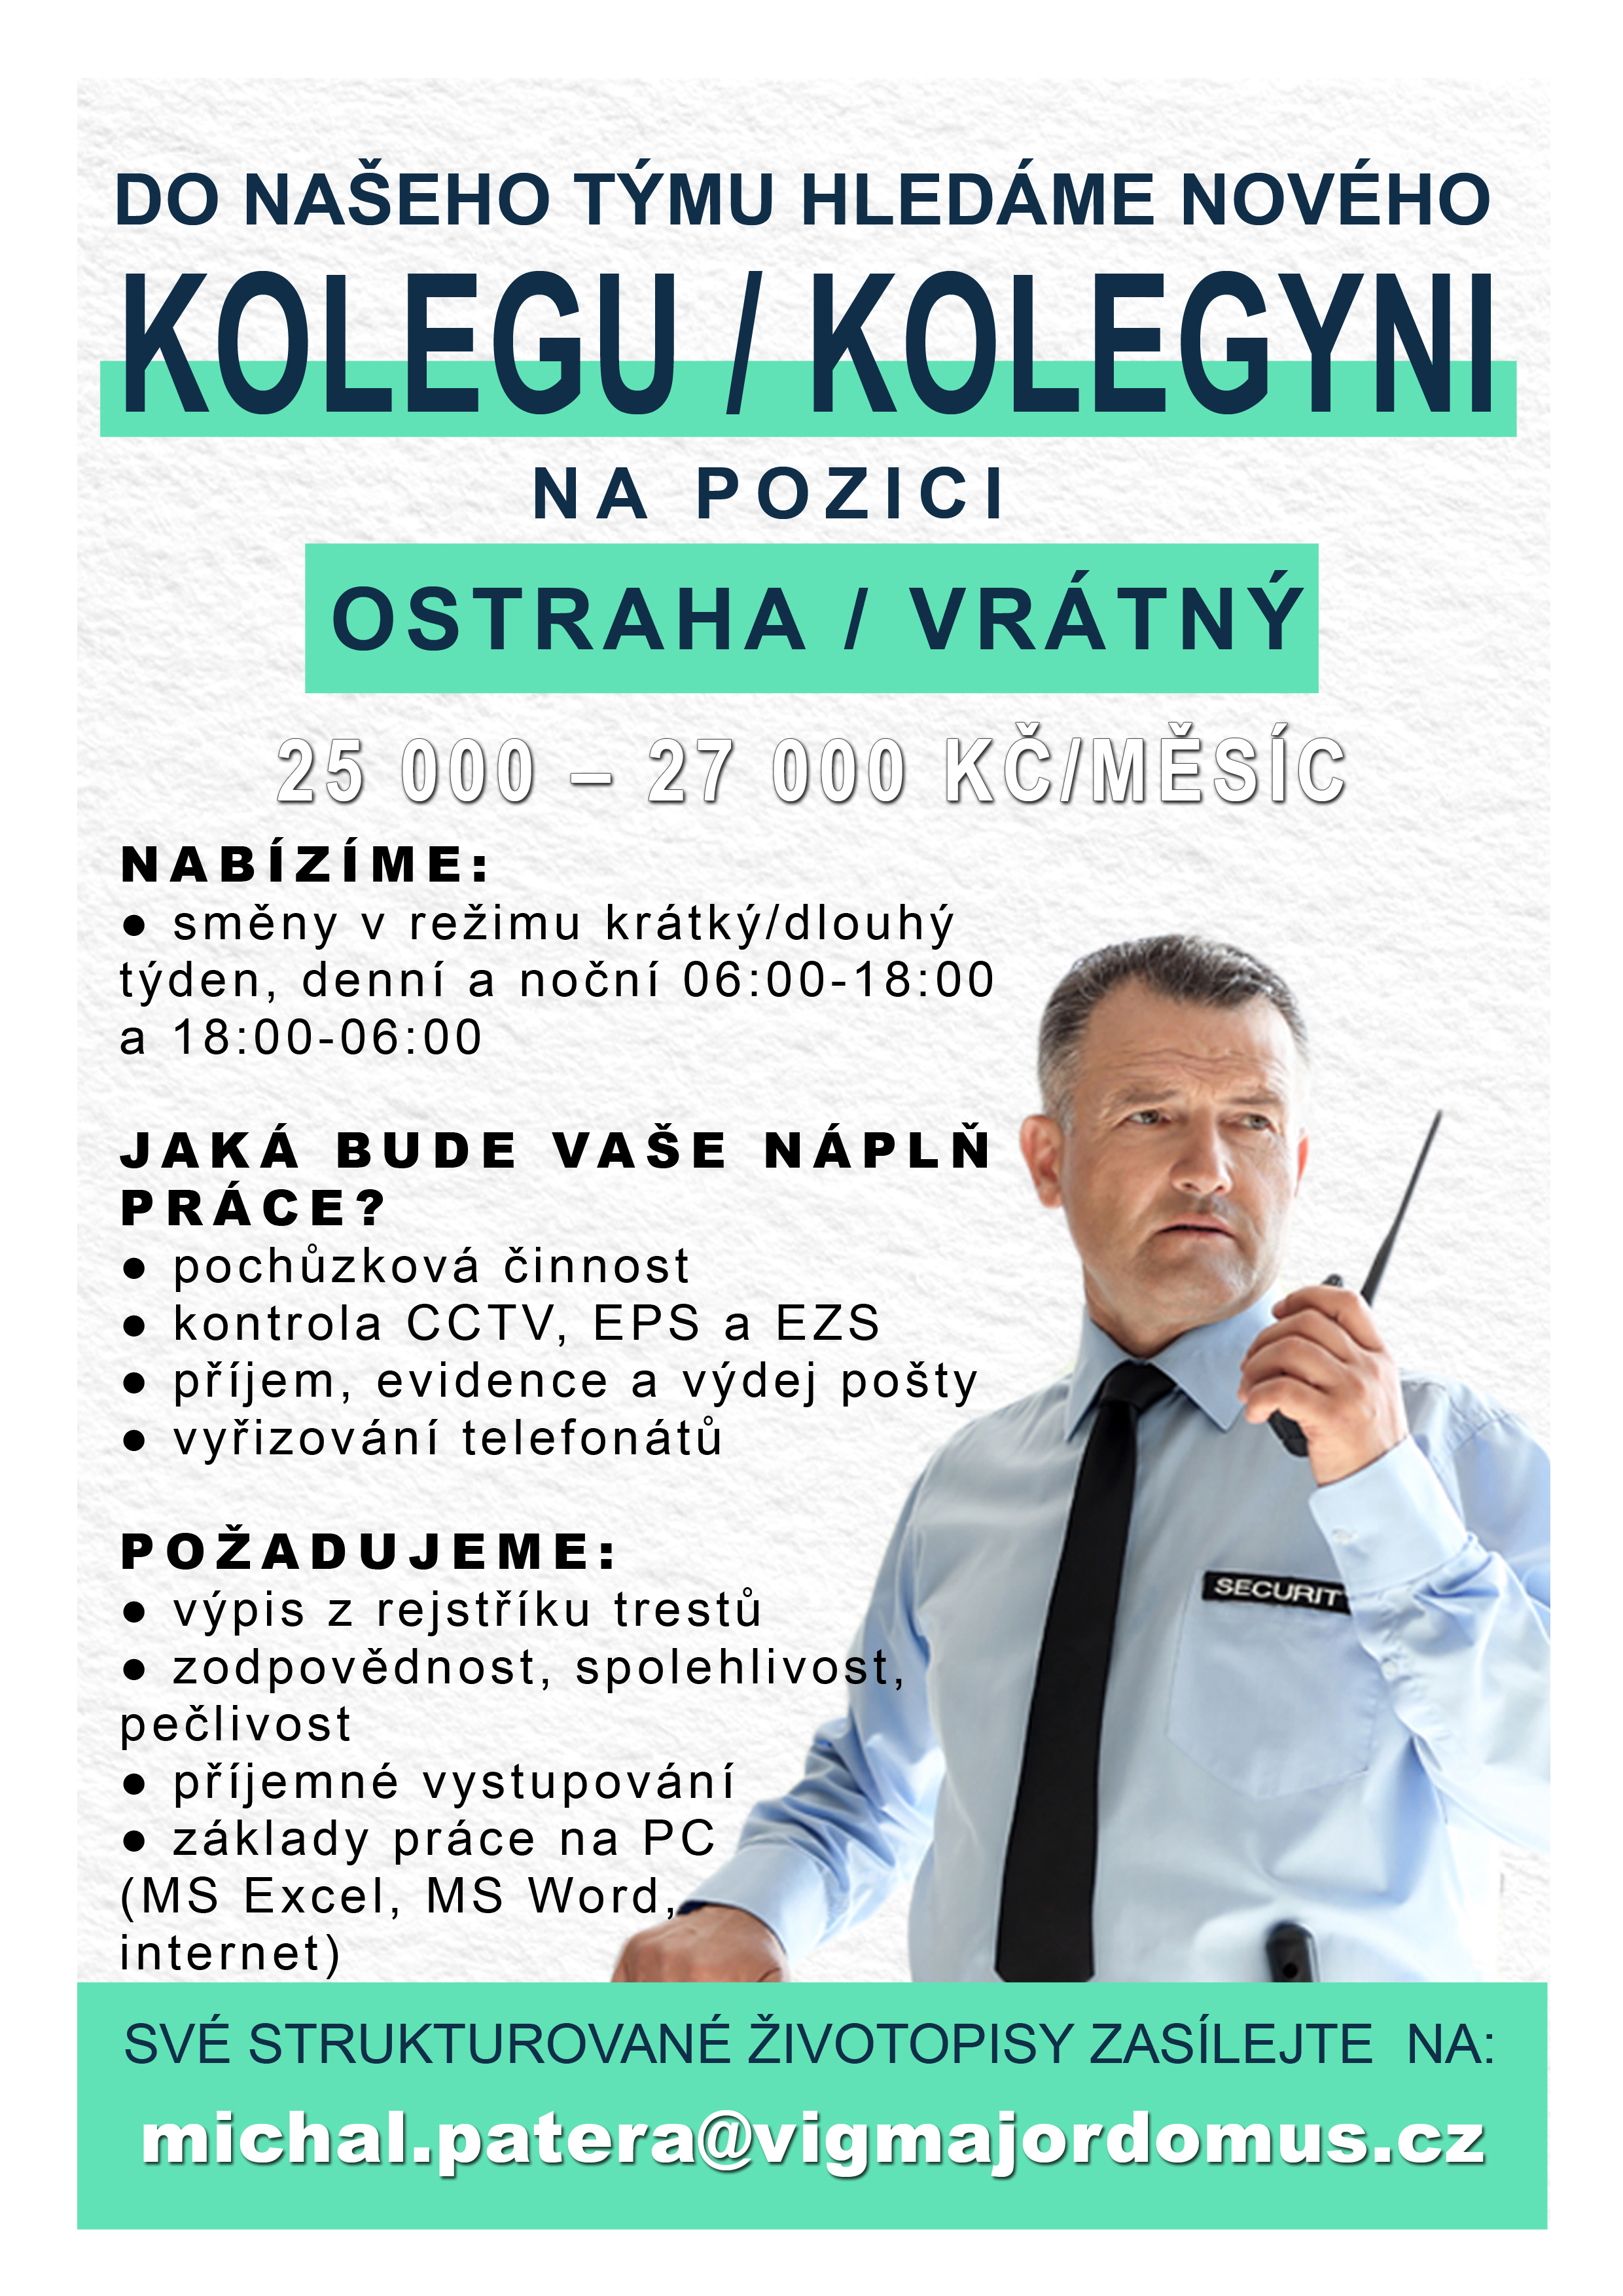 DO NAŠEHO TÝMU HLEDÁME NOVÉHO
KOLEGU / KOLEGYNI
NA POZICI
OSTRAHA / VRÁTNÝ
25 000 – 27 000 KČ/MĚSÍC
NABÍZÍME:
● směny v režimu krátký/dlouhý
týden, denní a noční 06:00-18:00
a 18:00-06:00
JAKÁ BUDE VAŠE NÁPLŇ
PRÁCE?
● pochůzková činnost
● kontrola CCTV, EPS a EZS
● příjem, evidence a výdej pošty
● vyřizování telefonátů
POŽADUJEME:
● výpis z rejstříku trestů
● zodpovědnost, spolehlivost,
pečlivost
● příjemné vystupování
● základy práce na PC
(MS Excel, MS Word,
internet)
SECURITY
SVÉ STRUKTUROVANÉ ŽIVOTOPISY ZASÍLEJTE NA:
michal.patera@vigmajordomus.cz